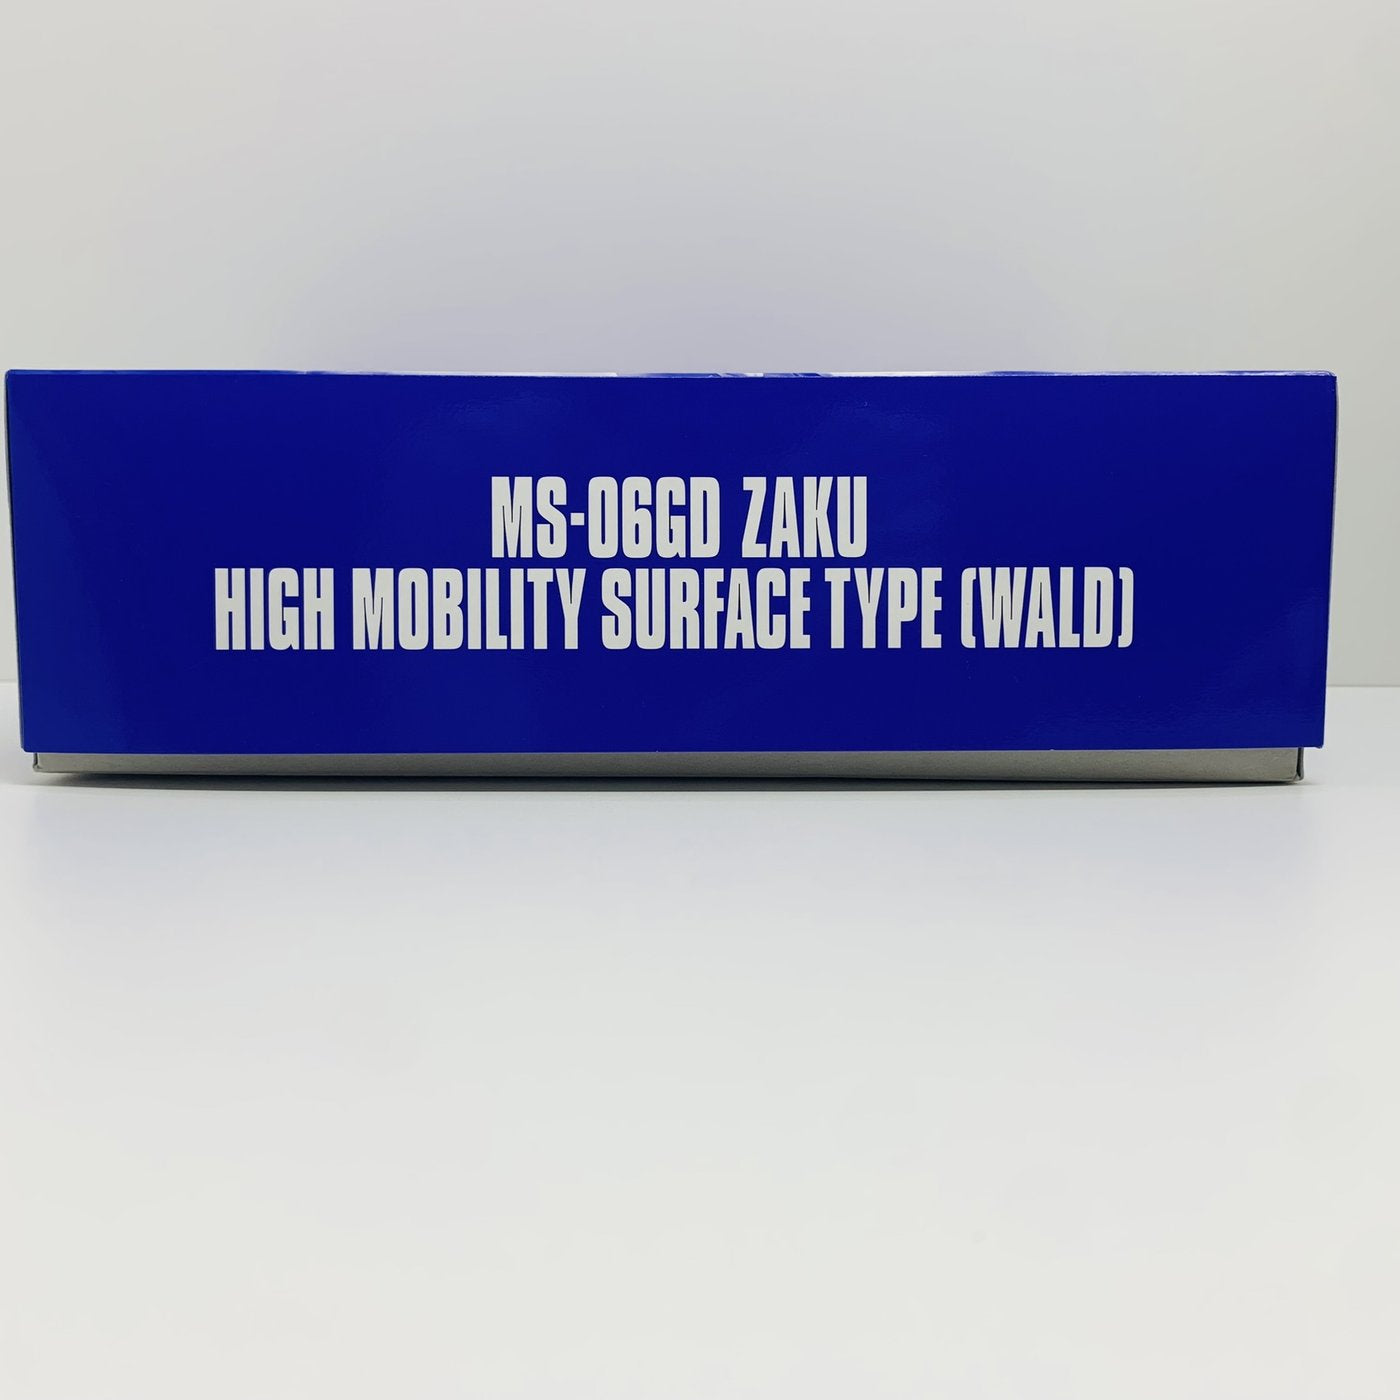 MS-06GD ZAKU
HIGH MOBILITY SURFACE TYPE (WALD)